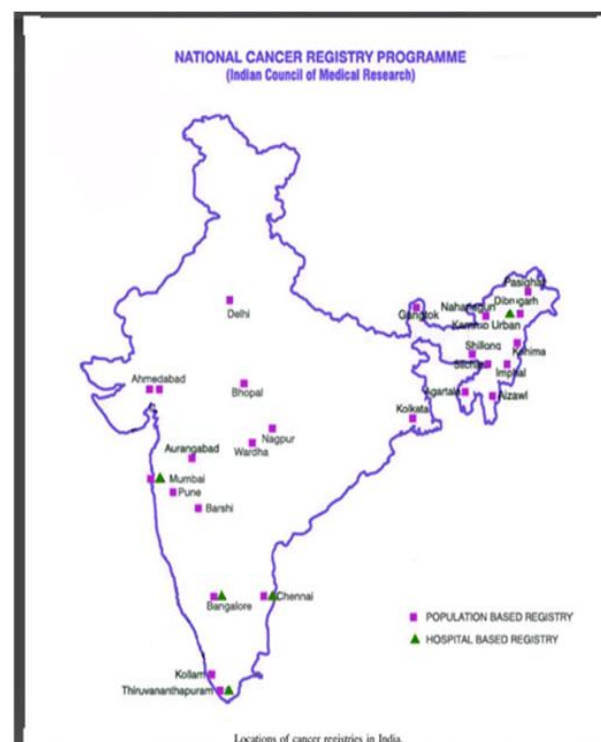 NATIONAL CANCER REGISTRY PROGRAMME
(Indian Council of Medical Research)
Pasighat
Delhi
Gangtok
Naharlagun
Dibrugarh
Kamrup Urban
Shillong
Kohima
Silchar
Imphal
Ahmedabad
Bhopal
Agartala
Aizawl
Kolkata
Nagpur
Wardha
Aurangabad
Mumbai
Pune
Barshi
Bangalore
Chennai
POPULATION BASED REGISTRY
HOSPITAL BASED REGISTRY
Kollam
Thiruvananthapuram
Locations of cancer registries in India.